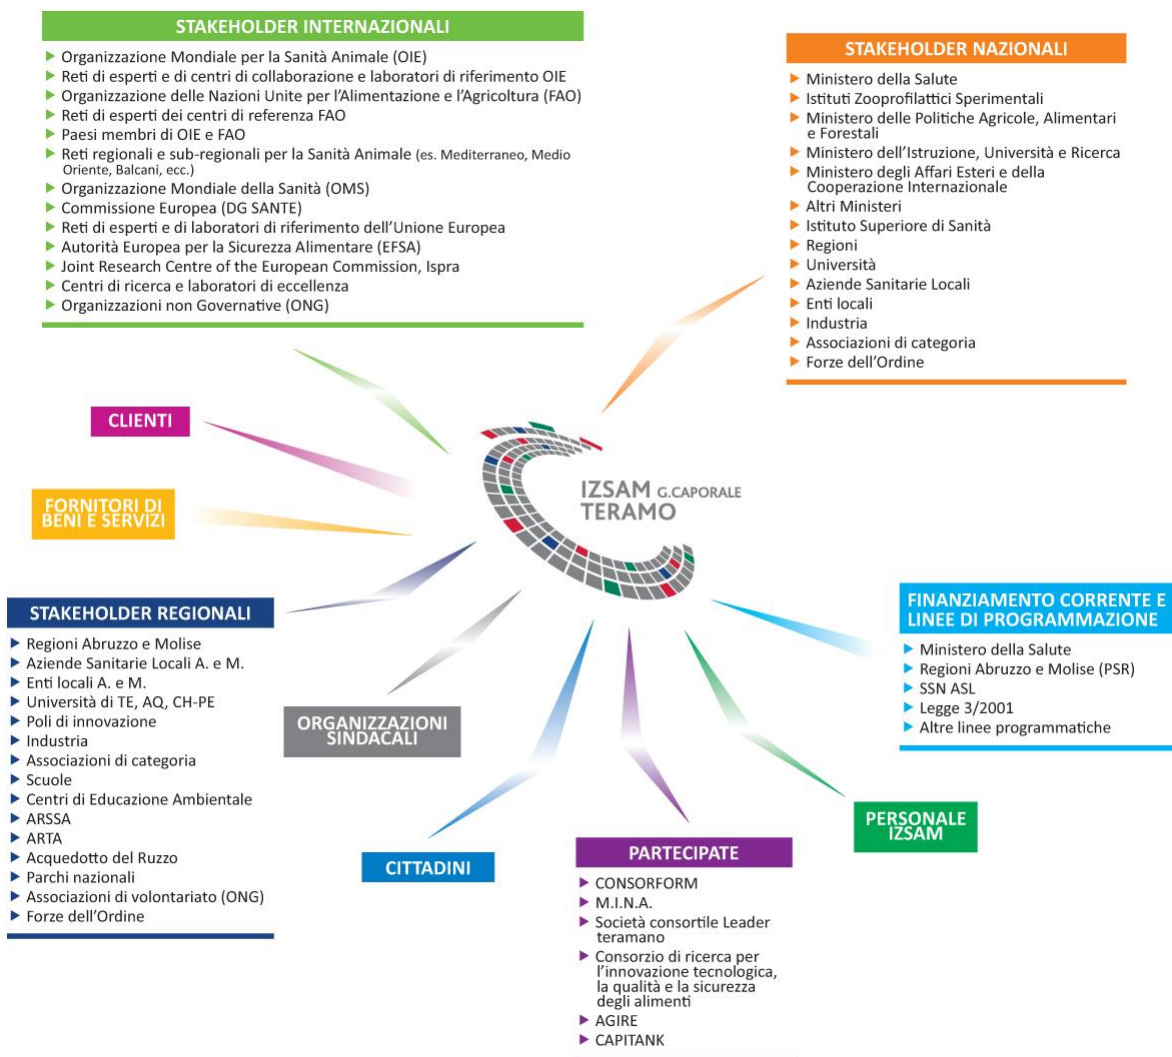 STAKEHOLDER INTERNAZIONALI
Organizzazione Mondiale per la Sanità Animale (OIE)
Reti di esperti e di centri di collaborazione e laboratori di riferimento OIE
Organizzazione delle Nazioni Unite per l'Alimentazione e l'Agricoltura (FAO)
Reti di esperti dei centri di referenza FAO
Paesi membri di OIE e FAO
Reti regionali e sub-regionali per la Sanità Animale (es. Mediterraneo, Medio
Oriente, Balcani, ecc.)
Organizzazione Mondiale della Sanità (OMS)
Commissione Europea (DG SANTE)
Reti di esperti e di laboratori di riferimento dell'Unione Europea
Autorità Europea per la Sicurezza Alimentare (EFSA)
Joint Research Centre of the European Commission, Ispra
Centri di ricerca e laboratori di eccellenza
Organizzazioni non Governative (ONG)
STAKEHOLDER NAZIONALI
Ministero della Salute
Istituti Zooprofilattici Sperimentali
Ministero delle Politiche Agricole, Alimentari
e Forestali
Ministero dell'Istruzione, Università e Ricerca
Ministero degli Affari Esteri e della
Cooperazione Internazionale
Altri Ministeri
Istituto Superiore di Sanità
Regioni
Università
Aziende Sanitarie Locali
Enti locali
Industria
Associazioni di categoria
Forze dell'Ordine
CLIENTI
FORNITORI DI
BENI E SERVIZI
IZSAM G.CAPORALE
TERAMO
STAKEHOLDER REGIONALI
Regioni Abruzzo e Molise
Aziende Sanitarie Locali A. e M.
Enti locali A. e M.
Università di TE, AQ, CH-PE
Poli di innovazione
Industria
Associazioni di categoria
Scuole
Centri di Educazione Ambientale
ARSSA
ARTA
Acquedotto del Ruzzo
Parchi nazionali
Associazioni di volontariato (ONG)
Forze dell'Ordine
ORGANIZZAZIONI
SINDACALI
CITTADINI
PARTECIPATE
CONSORFORM
M.I.N.A.
Società consortile Leader
teramano
Consorzio di ricerca per
l'innovazione tecnologica,
la qualità e la sicurezza
degli alimenti
AGIRE
CAPITANK
PERSONALE
IZSAM
FINANZIAMENTO CORRENTE E
LINEE DI PROGRAMMAZIONE
Ministero della Salute
Regioni Abruzzo e Molise (PSR)
SSN ASL
Legge 3/2001
Altre linee programmatiche